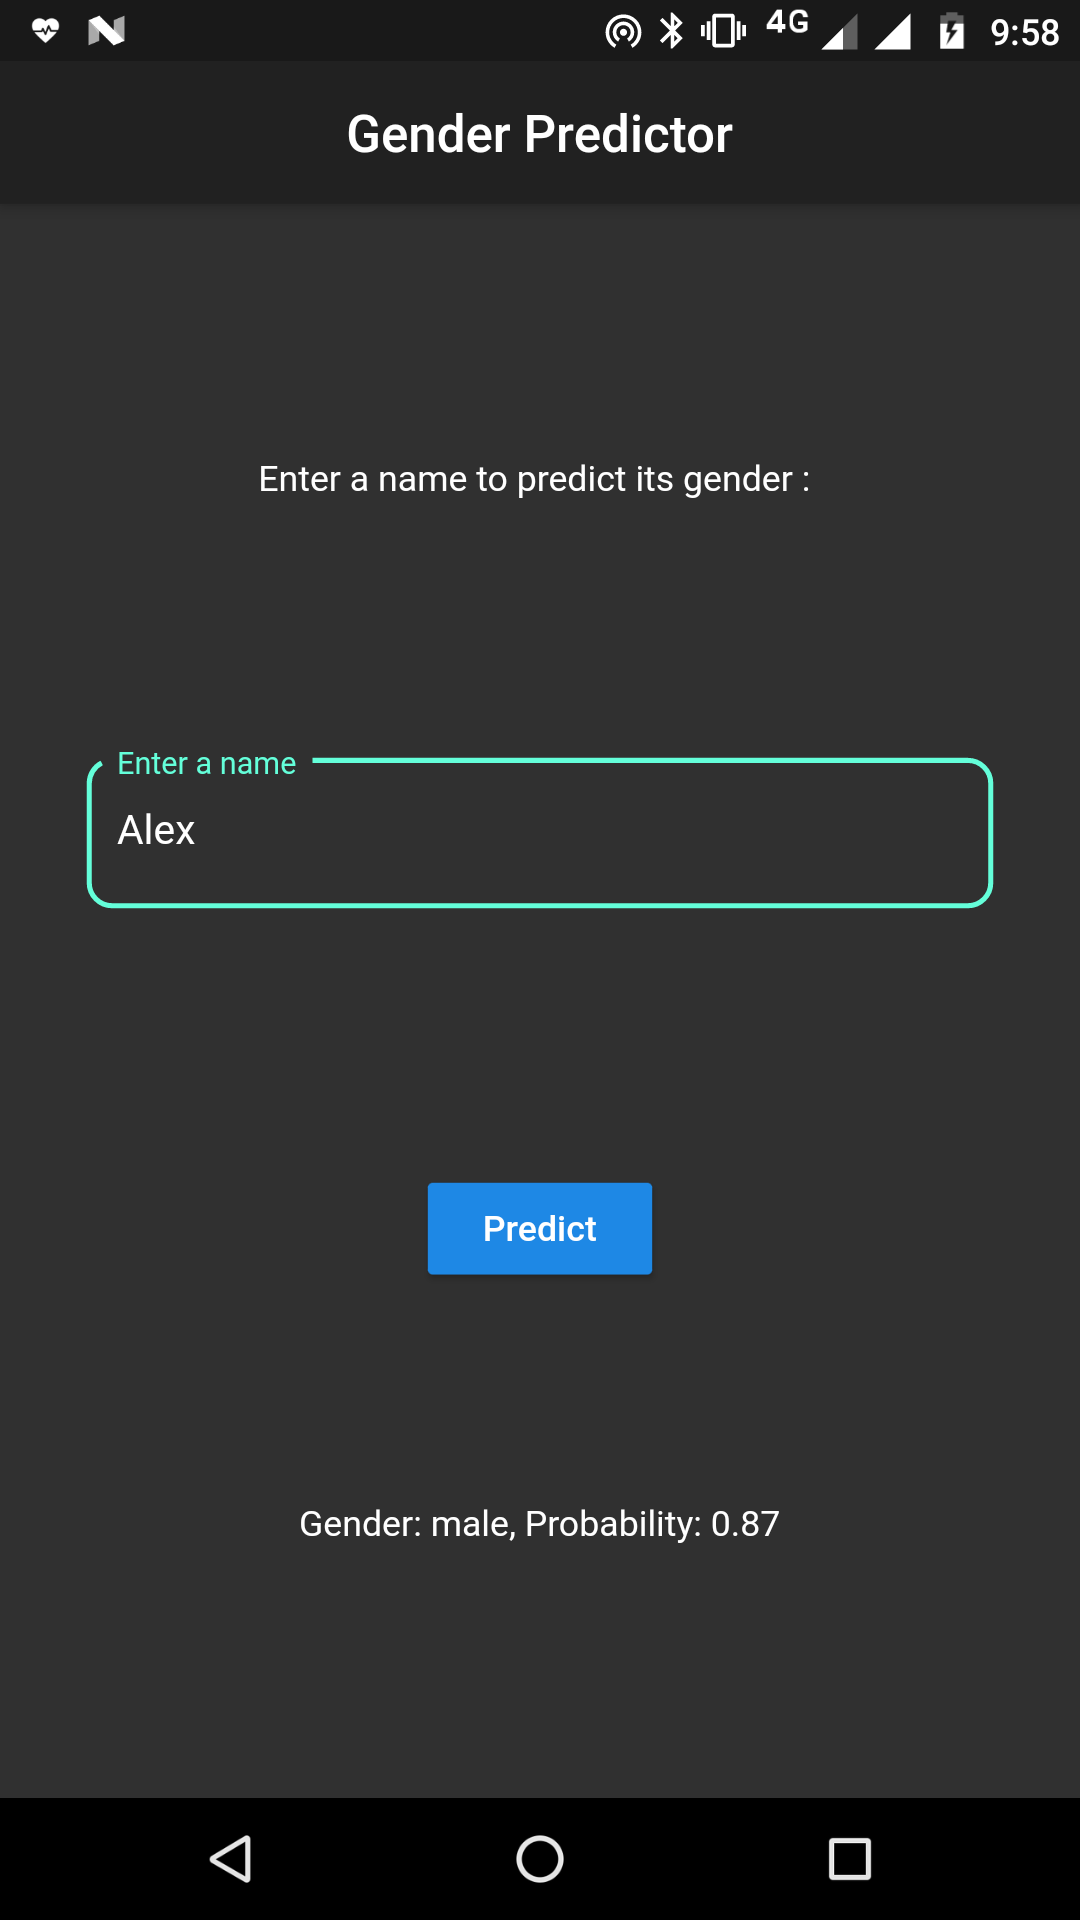 4G 9:58
Gender Predictor
Enter a name to predict its gender :
Enter a name
Alex
Predict
Gender: male, Probability: 0.87